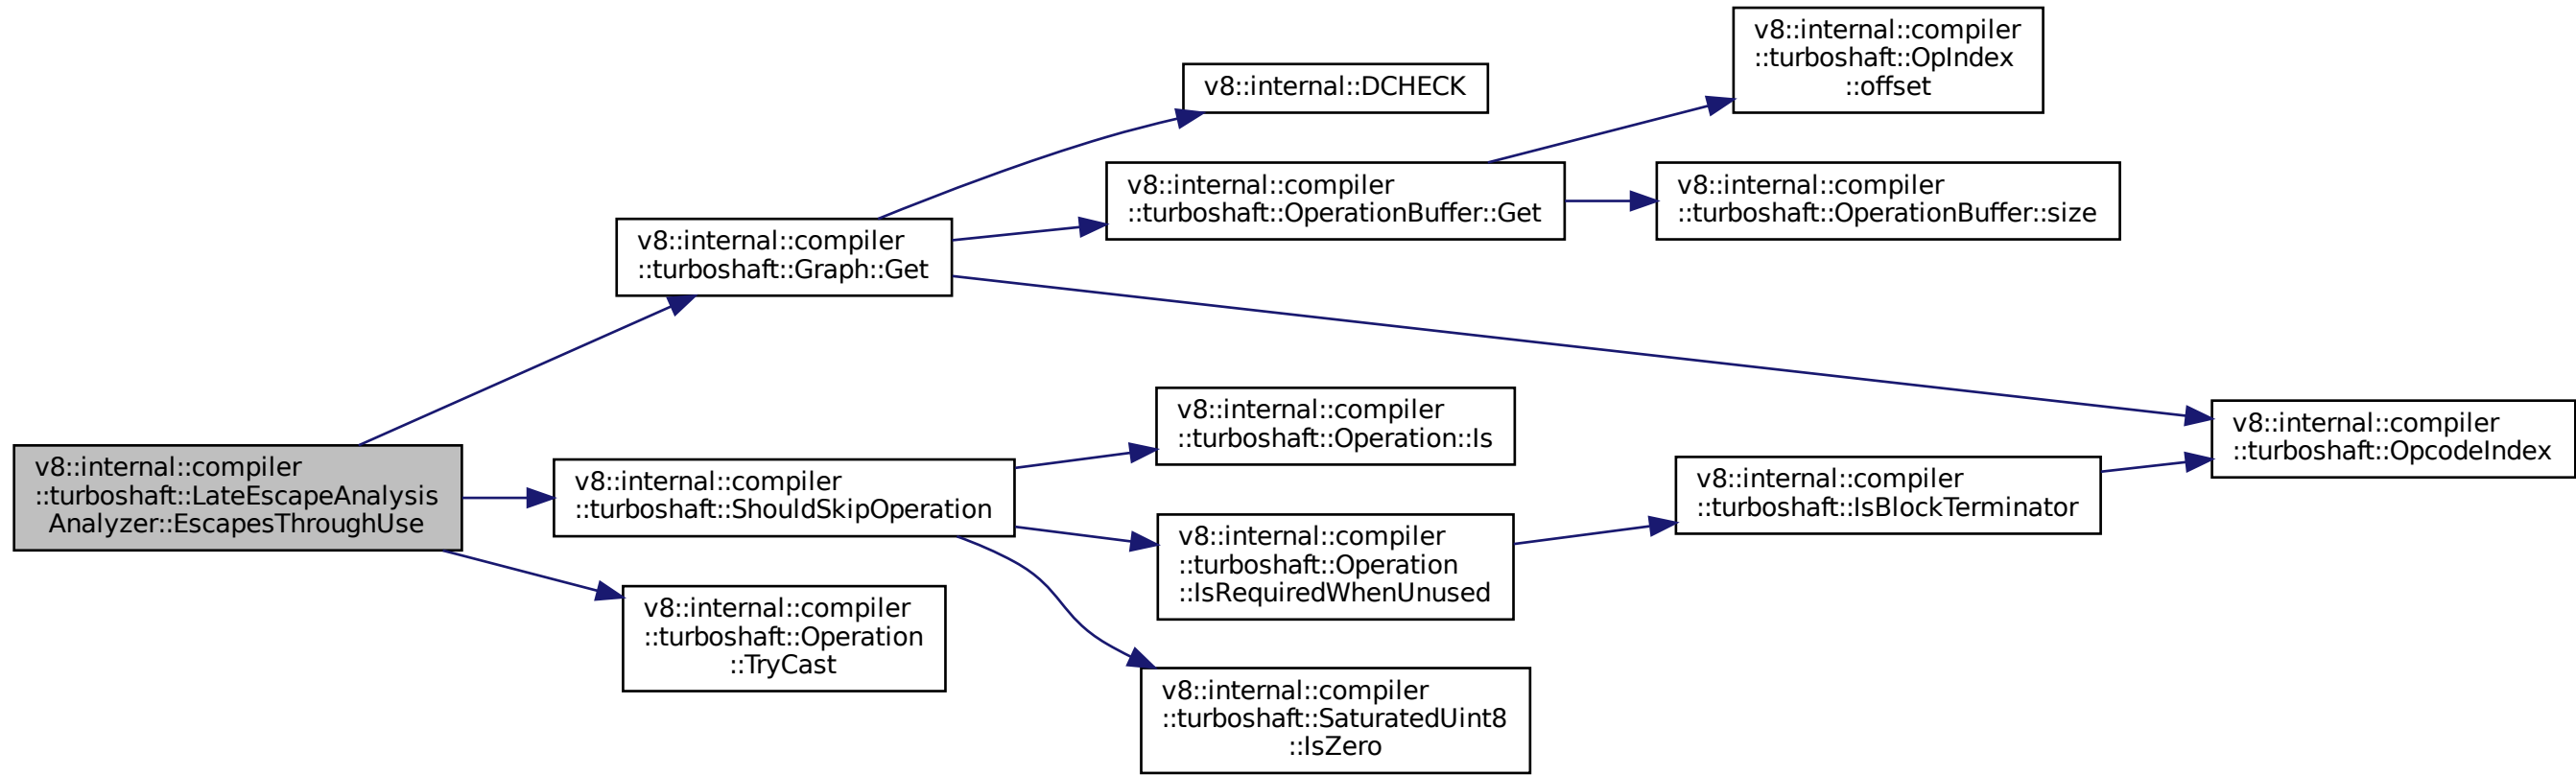 v8::internal::compiler
::turboshaft::LateEscapeAnalysis
Analyzer::EscapesThroughUse
v8::internal::compiler
::turboshaft::Graph::Get
v8::internal::DCHECK
v8::internal::compiler
::turboshaft::OperationBuffer::Get
v8::internal::compiler
::turboshaft::OpIndex
::offset
v8::internal::compiler
::turboshaft::OperationBuffer::size
v8::internal::compiler
::turboshaft::OpcodeIndex
v8::internal::compiler
::turboshaft::ShouldSkipOperation
v8::internal::compiler
::turboshaft::Operation::Is
v8::internal::compiler
::turboshaft::Operation
::IsRequiredWhenUnused
v8::internal::compiler
::turboshaft::IsBlockTerminator
v8::internal::compiler
::turboshaft::SaturatedUint8
::IsZero
v8::internal::compiler
::turboshaft::Operation
::TryCast